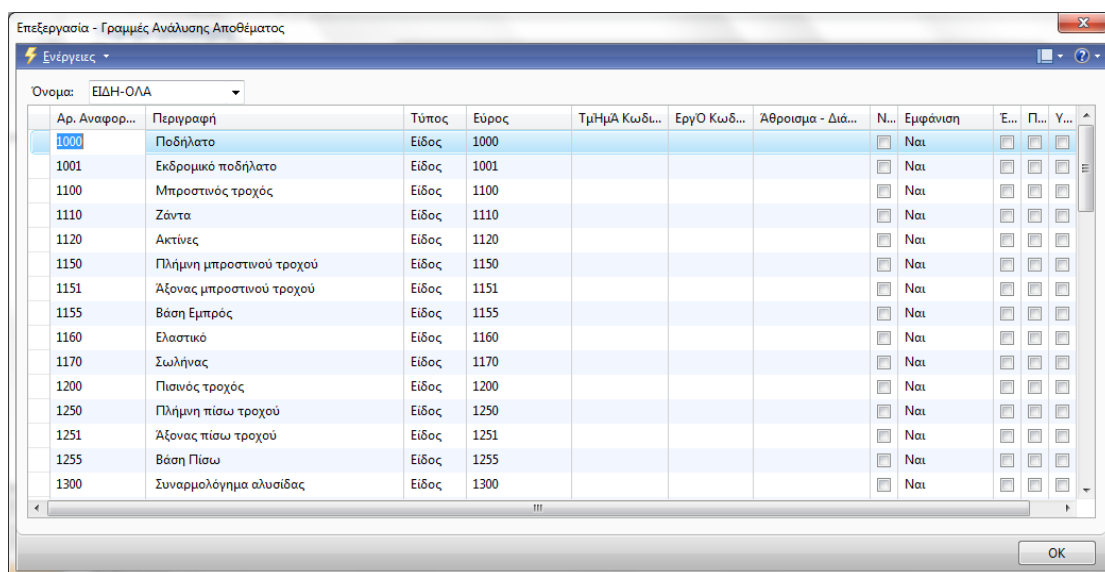 Επεξεργασία - Γραμμές Ανάλυσης Αποθέματος
Ενέργειες
Όνομα: ΕΙΔΗ-ΟΛΑ
Αρ. Αναφορ... Περιγραφή Τύπος Εύρος ΤμΗμΆ Κωδι... ΕργΌ Κωδ... Άθροισμα - Διά... Ν... Εμφάνιση Έ... Π... Υ...
1000 Ποδήλατο Είδος 1000 Ναι
1001 Εκδρομικό ποδήλατο Είδος 1001 Ναι
1100 Μπροστινός τροχός Είδος 1100 Ναι
1110 Ζάντα Είδος 1110 Ναι
1120 Ακτίνες Είδος 1120 Ναι
1150 Πλήμνη μπροστινού τροχού Είδος 1150 Ναι
1151 Άξονας μπροστινού τροχού Είδος 1151 Ναι
1155 Βάση Εμπρός Είδος 1155 Ναι
1160 Ελαστικό Είδος 1160 Ναι
1170 Σωλήνας Είδος 1170 Ναι
1200 Πισινός τροχός Είδος 1200 Ναι
1250 Πλήμνη πίσω τροχού Είδος 1250 Ναι
1251 Άξονας πίσω τροχού Είδος 1251 Ναι
1255 Βάση Πίσω Είδος 1255 Ναι
1300 Συναρμολόγημα αλυσίδας Είδος 1300 Ναι
OK